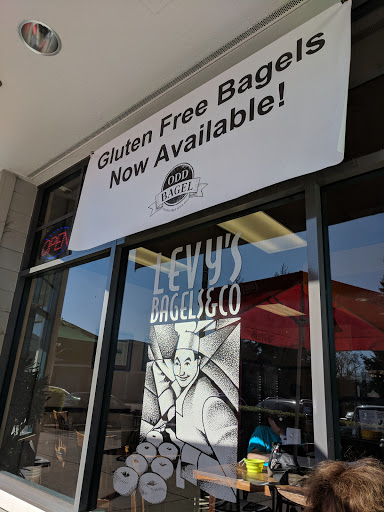 Gluten Free Bagels
Now Available!
ODD
BAGEL
OPEN
LEVY'S
BAGELS&CO